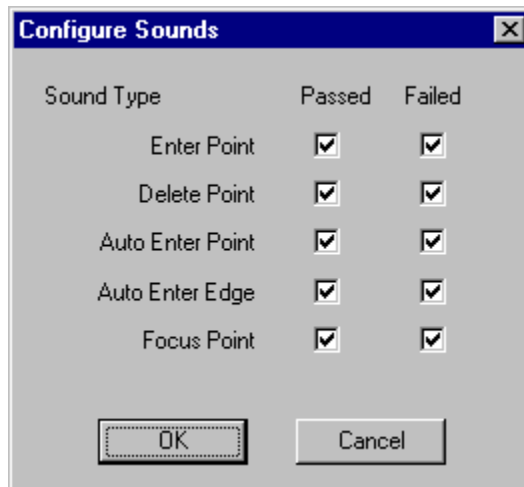 Configure Sounds
Sound Type Passed Failed
Enter Point
Delete Point
Auto Enter Point
Auto Enter Edge
Focus Point
OK Cancel